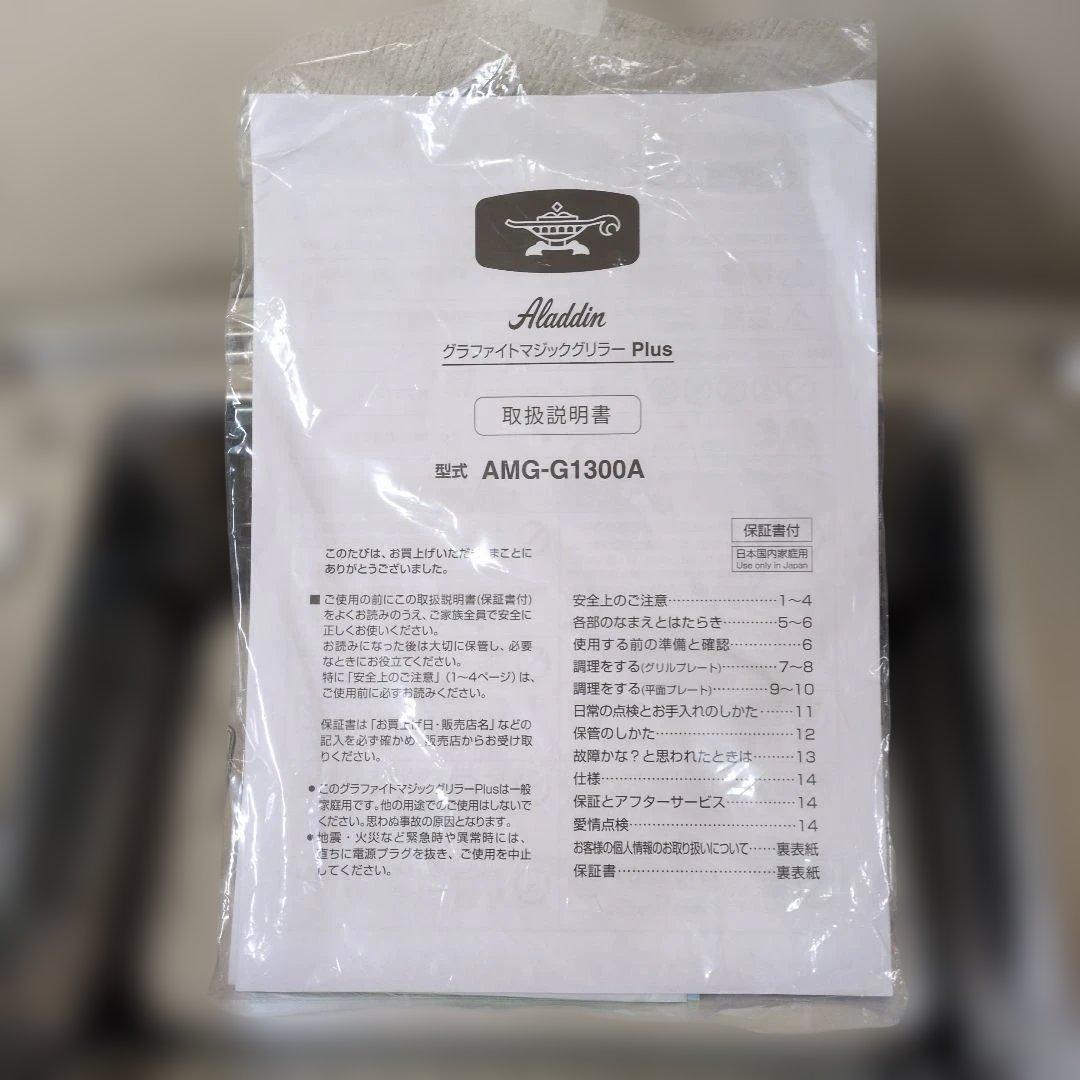 Aladdin
グラファイトマジックグリラー Plus
取扱説明書
型式 AMG-G1300A
保証書付
日本国内家庭用
Use only in Japan
このたびは、お買上げいただ まことに
ありがとうございました。
■ ご使用の前にこの取扱説明書(保証書付)
をよくお読みのうえ、ご家族全員で安全に
正しくお使いください。
お読みになった後は大切に保管し、必要
なときにお役立てください。
特に「安全上のご注意」(1〜4ページ)は、
ご使用前に必ずお読みください。
保証書は「お買上げ日・販売店名」などの
記入を必ず確かめ、販売店からお受け取
りください。
● このグラファイトマジックグリラーPlusは一般
家庭用です。他の用途でのご使用はしないで
ください。思わぬ事故の原因となります。
● 地震・火災など緊急時や異常時には、
直ちに電源プラグを抜き、ご使用を中止
してください。
安全上のご注意……………………1〜4
各部のなまえとはたらき…………5〜6
使用する前の準備と確認……………6
調理をする(グリルプレート)…………7〜8
調理をする(平面プレート)…………9〜10
日常の点検とお手入れのしかた……11
保管のしかた…………………………12
故障かな?と思われたときは………13
仕様……………………………………14
保証とアフターサービス……………14
愛情点検………………………………14
お客様の個人情報のお取り扱いについて……裏表紙
保証書……………………………裏表紙